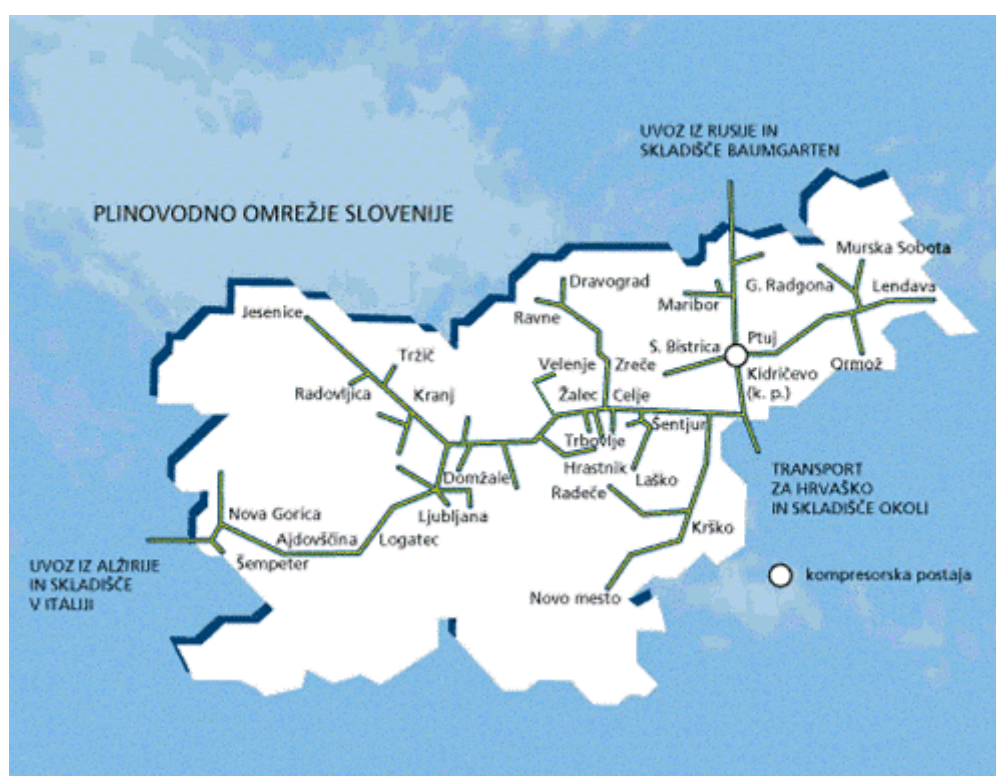 UVOZ IZ RUSIJE IN
SKLADIŠČE BAUMGARTEN
PLINOVODNO OMREŽJE SLOVENIJE
Murska Sobota
Dravograd
G. Radgona
Lendava
Maribor
Jesenice
Ravne
Ptuj
S. Bistrica
Tržič
Velenje
Zreče
Ormož
Kidričevo
(k. p.)
Radovljica
Kranj
Žalec
Celje
Šentjur
Trbovlje
Hrastnik
Laško
TRANSPORT
ZA HRVAŠKO
IN SKLADIŠČE OKOLI
Domžale
Radeče
Nova Gorica
Ljubljana
Krško
Ajdovščina
Logatec
Šempeter
UVOZ IZ ALŽIRIJE
IN SKLADIŠČE
V ITALIJI
kompresorska postaja
Novo mesto